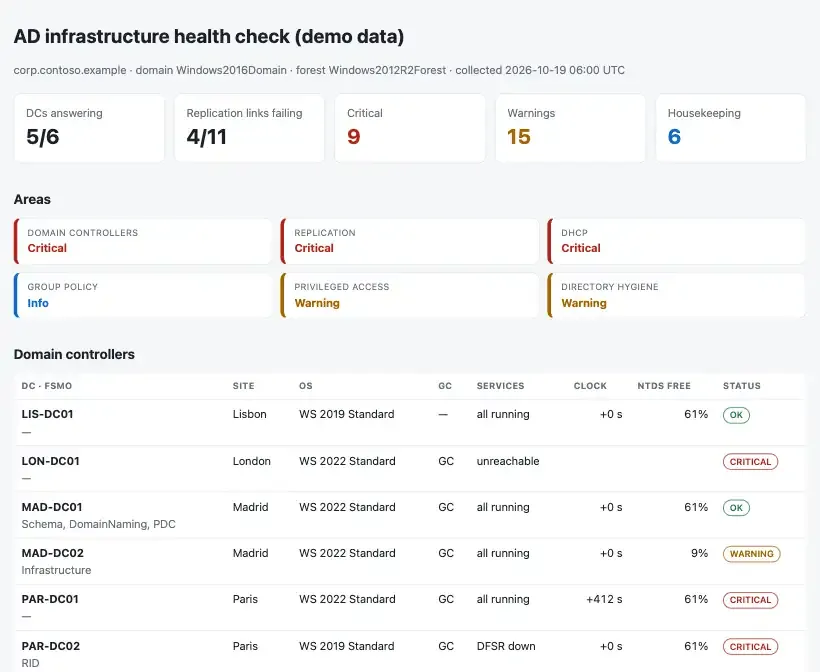 AD infrastructure health check (demo data)
corp.contoso.example · domain Windows2016Domain · forest Windows2012R2Forest · collected 2026-10-19 06:00 UTC
DCs answering
5/6
Replication links failing
4/11
Critical
9
Warnings
15
Housekeeping
6
Areas
DOMAIN CONTROLLERS
Critical
REPLICATION
Critical
DHCP
Critical
GROUP POLICY
Info
PRIVILEGED ACCESS
Warning
DIRECTORY HYGIENE
Warning
Domain controllers
DC · FSMO SITE OS GC SERVICES CLOCK NTDS FREE STATUS
LIS-DC01 Lisbon WS 2019 Standard — all running +0 s 61% OK
—
LON-DC01 London WS 2022 Standard GC unreachable CRITICAL
—
MAD-DC01 Madrid WS 2022 Standard GC all running +0 s 61% OK
Schema, DomainNaming, PDC
MAD-DC02 Madrid WS 2022 Standard GC all running +0 s 9% WARNING
Infrastructure
PAR-DC01 Paris WS 2022 Standard GC all running +412 s 61% CRITICAL
—
PAR-DC02 Paris WS 2019 Standard GC DFSR down +0 s 61% CRITICAL
RID